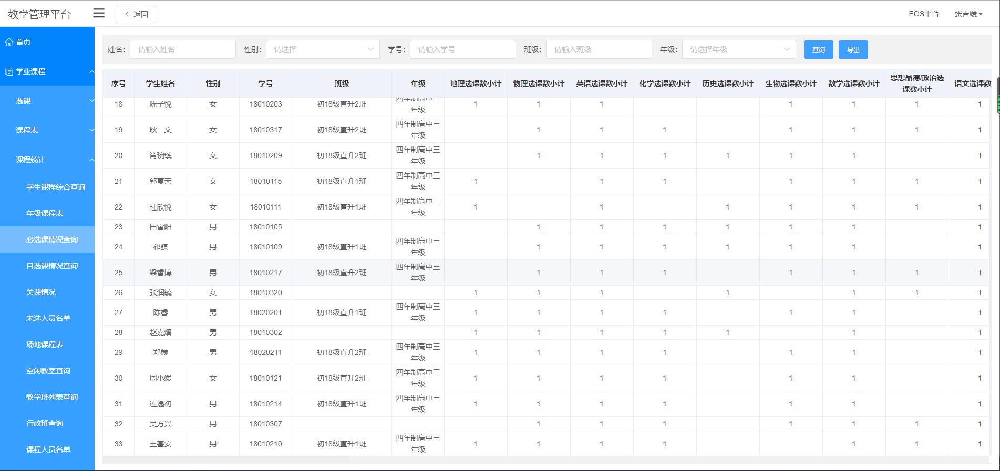 教学管理平台
返回
EOS平台 张吉媛
首页
学业课程
选课
课程表
课程统计
学生课程综合查询
年级课程表
必选课情况查询
自选课情况查询
关课情况
未选人员名单
场地课程表
空闲教室查询
教学班列表查询
行政班查询
课程人员名单
姓名： 请输入姓名 性别： 请选择 学号： 请输入学号 班级： 请输入班级 年级： 请选择年级 查询 导出
序号 学生姓名 性别 学号 班级 年级 地理选课数小计 物理选课数小计 英语选课数小计 化学选课数小计 历史选课数小计 生物选课数小计 数学选课数小计 思想品德/政治选
课数小计 语文选课数
18 陈子悦 女 18010203 初18级直升2班 四年制高中三
年级 1 1 1 1 1 1 1
19 耿一文 女 18010317 初18级直升2班 四年制高中三
年级 1 1 1 1 1 1 1
20 肖琬缤 女 18010209 初18级直升2班 四年制高中三
年级 1 1 1 1 1 1 1
21 郭夏天 女 18010115 初18级直升1班 四年制高中三
年级 1 1 1 1 1 1 1
22 杜欣悦 女 18010111 初18级直升1班 四年制高中三
年级 1 1 1 1 1 1 1
23 田睿阳 男 18010105 1 1 1 1 1 1 1
24 祁骐 男 18010109 初18级直升1班 四年制高中三
年级 1 1 1 1 1 1 1
25 梁睿博 男 18010217 初18级直升2班 四年制高中三
年级 1 1 1 1 1 1 1
26 张润毓 女 18010320 1 1 1 1 1 1 1
27 陈睿 男 18020201 初18级直升1班 四年制高中三
年级 1 1 1 1 1 1 1
28 赵嘉熠 男 18010302 1 1 1 1 1 1 1
29 郑赫 男 18020211 初18级直升2班 四年制高中三
年级 1 1 1 1 1 1 1
30 周小媛 女 18010121 初18级直升2班 四年制高中三
年级 1 1 1 1 1 1 1
31 连逸初 男 18010214 初18级直升2班 四年制高中三
年级 1 1 1 1 1 1 1
32 吴方兴 男 18010307 1 1 1 1 1 1 1
33 王基安 男 18010210 初18级直升1班 四年制高中三
年级 1 1 1 1 1 1 1